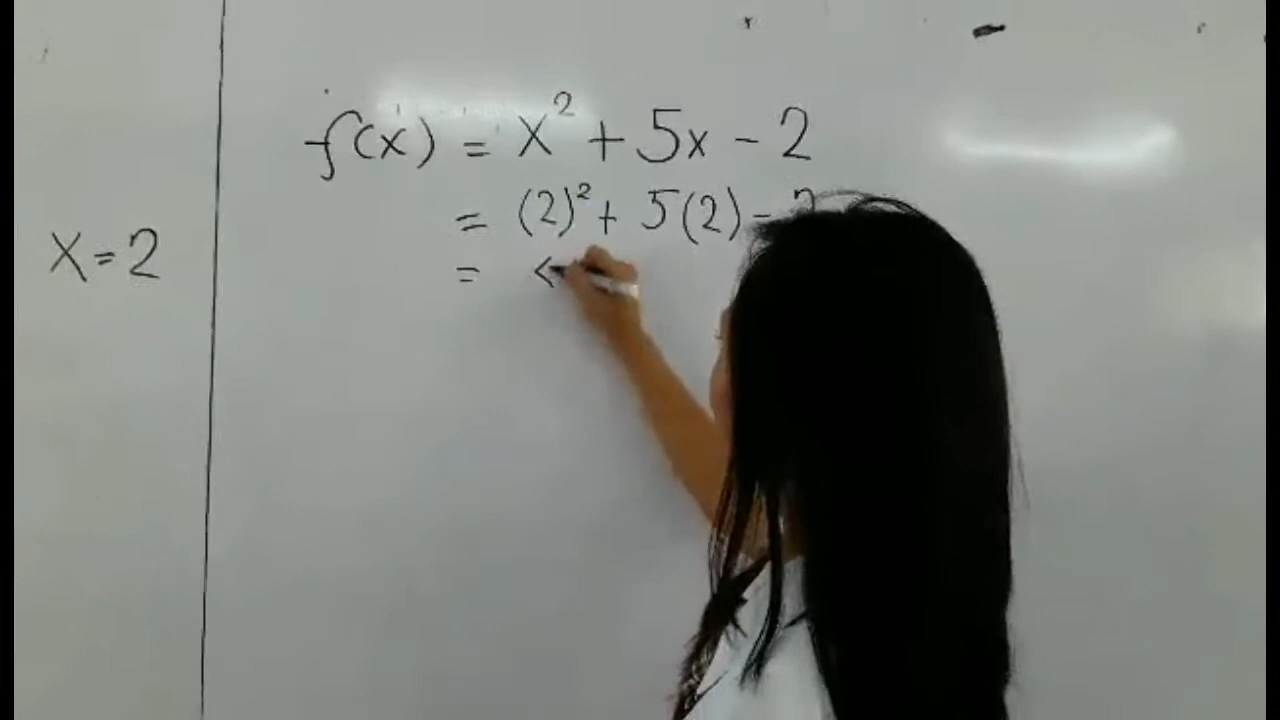 f(x) = x² + 5x - 2
= (2)² + 5(2) -
=
x = 2